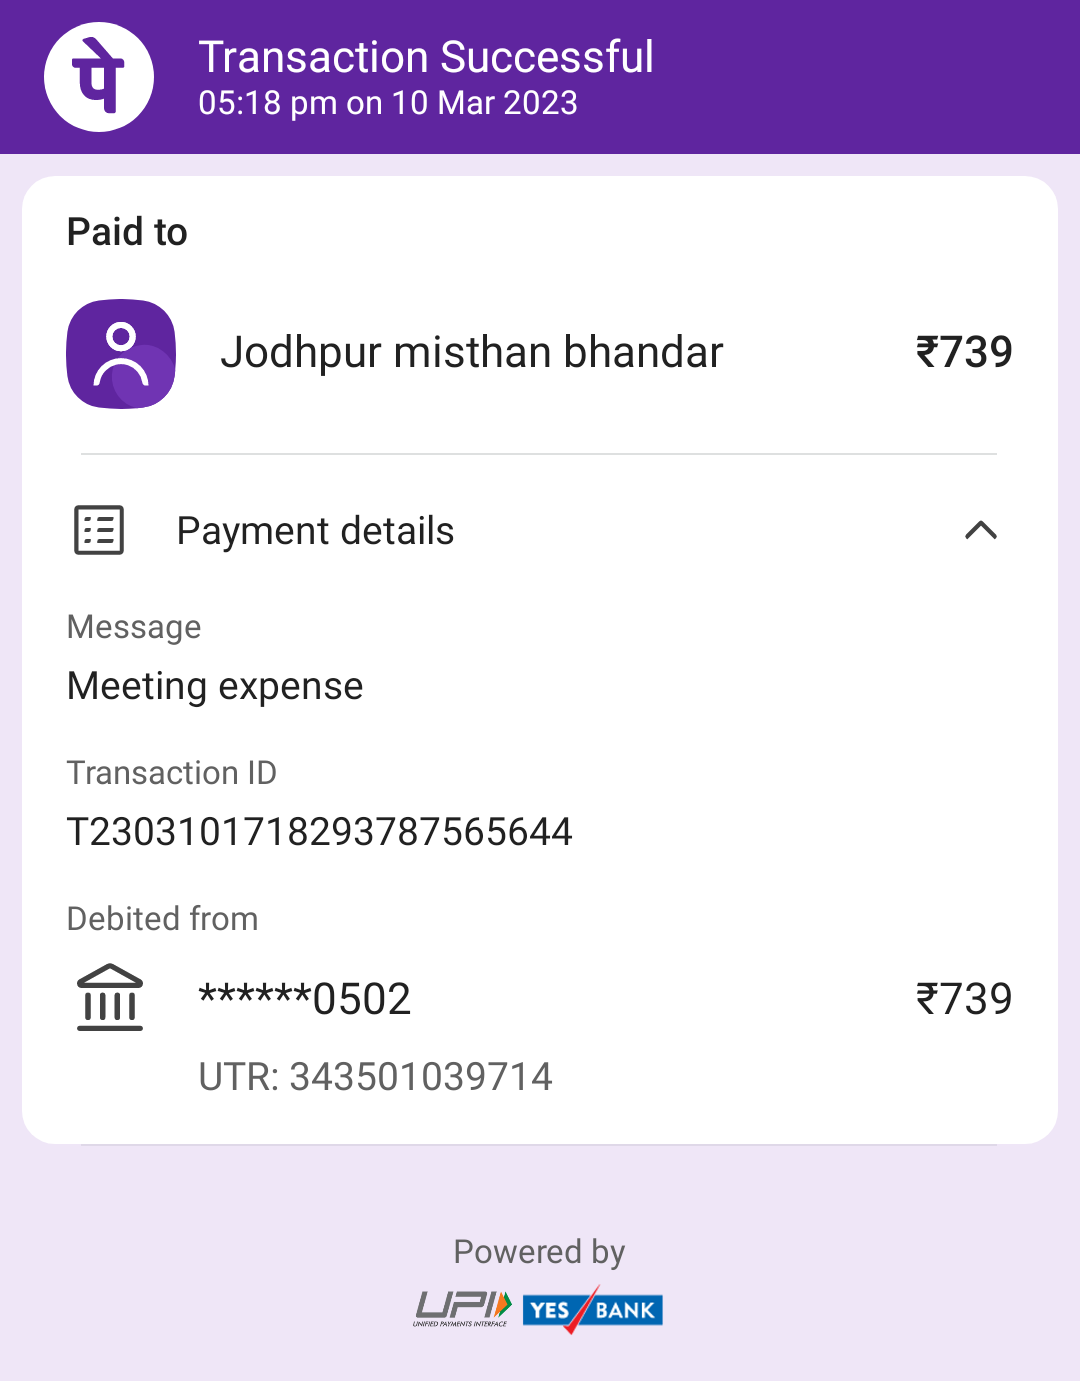 पे
Transaction Successful
05:18 pm on 10 Mar 2023
Paid to
Jodhpur misthan bhandar
₹739
Payment details
Message
Meeting expense
Transaction ID
T2303101718293787565644
Debited from
******0502
₹739
UTR: 343501039714
Powered by
UPI
UNIFIED PAYMENTS INTERFACE
YES BANK